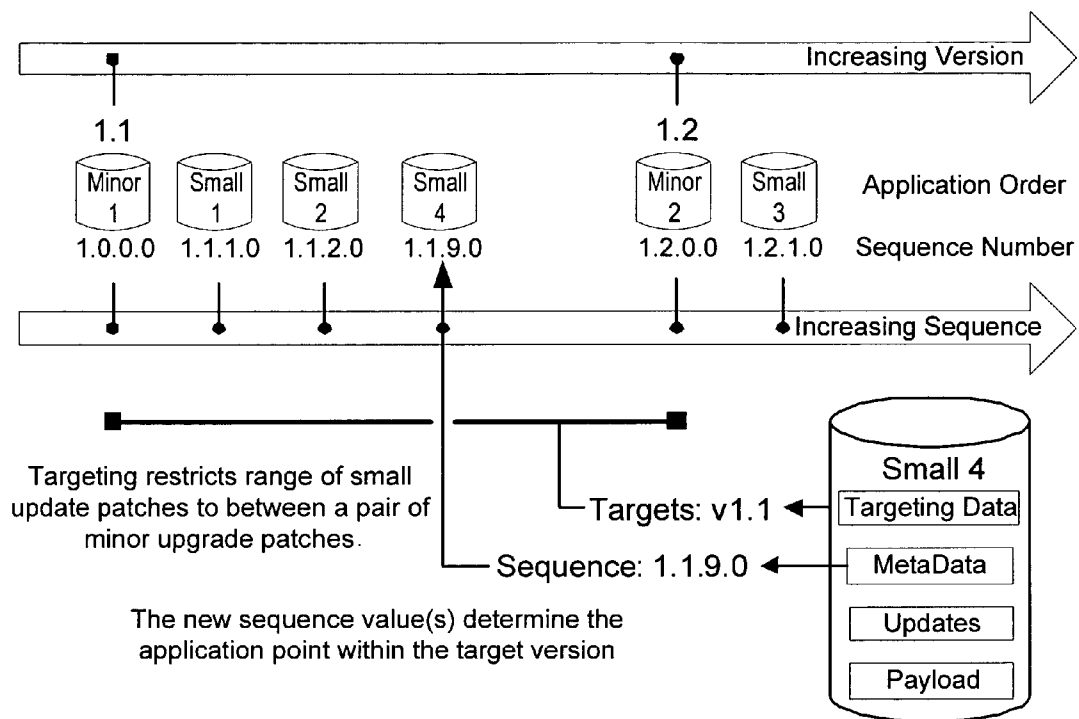 Increasing Version
1.1
1.2
Minor
1
Small
1
Small
2
Small
4
Minor
2
Small
3
Application Order
1.0.0.0
1.1.1.0
1.1.2.0
1.1.9.0
1.2.0.0
1.2.1.0
Sequence Number
Increasing Sequence
Targeting restricts range of small
update patches to between a pair of
minor upgrade patches.
Targets: v1.1
Sequence: 1.1.9.0
The new sequence value(s) determine the
application point within the target version
Small 4
Targeting Data
MetaData
Updates
Payload